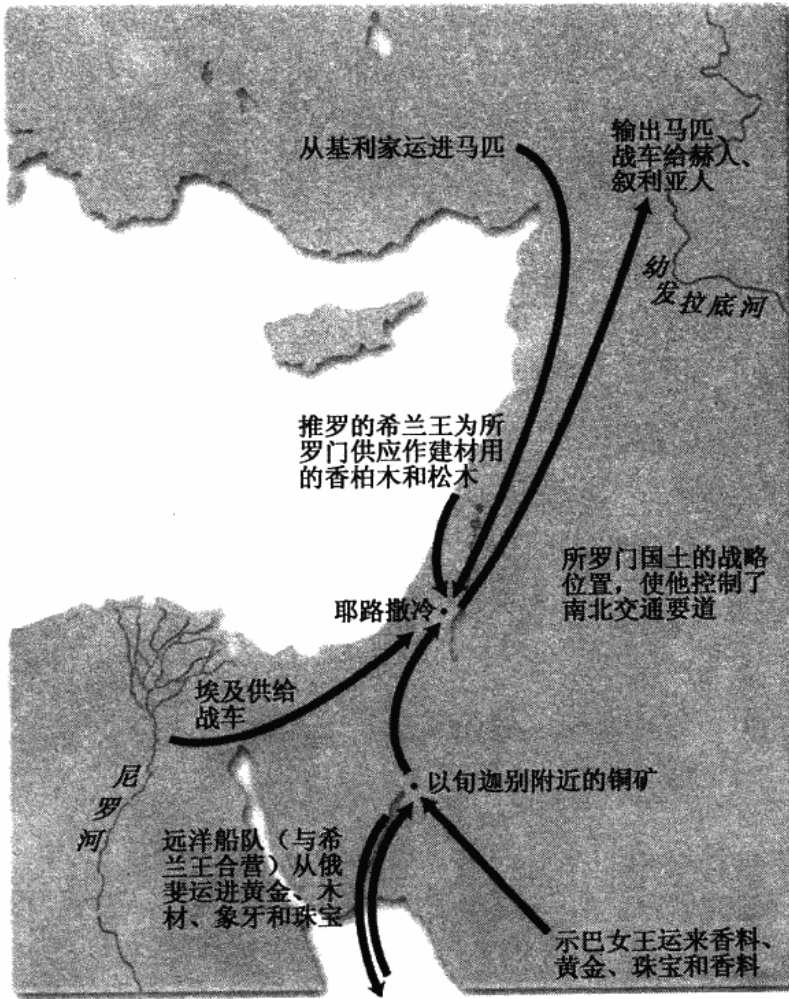 从基利家运进马匹
输出马匹
战车给赫人、
叙利亚人
幼发拉底河
推罗的希兰王为所
罗门供应作建材用
的香柏木和松木
所罗门国土的战略
位置，使他控制了
南北交通要道
耶路撒冷
埃及供给
战车
尼罗河
以旬迦别附近的铜矿
远洋船队（与希
兰王合营）从俄
斐运进黄金、木
材、象牙和珠宝
示巴女王运来香料、
黄金、珠宝和香料